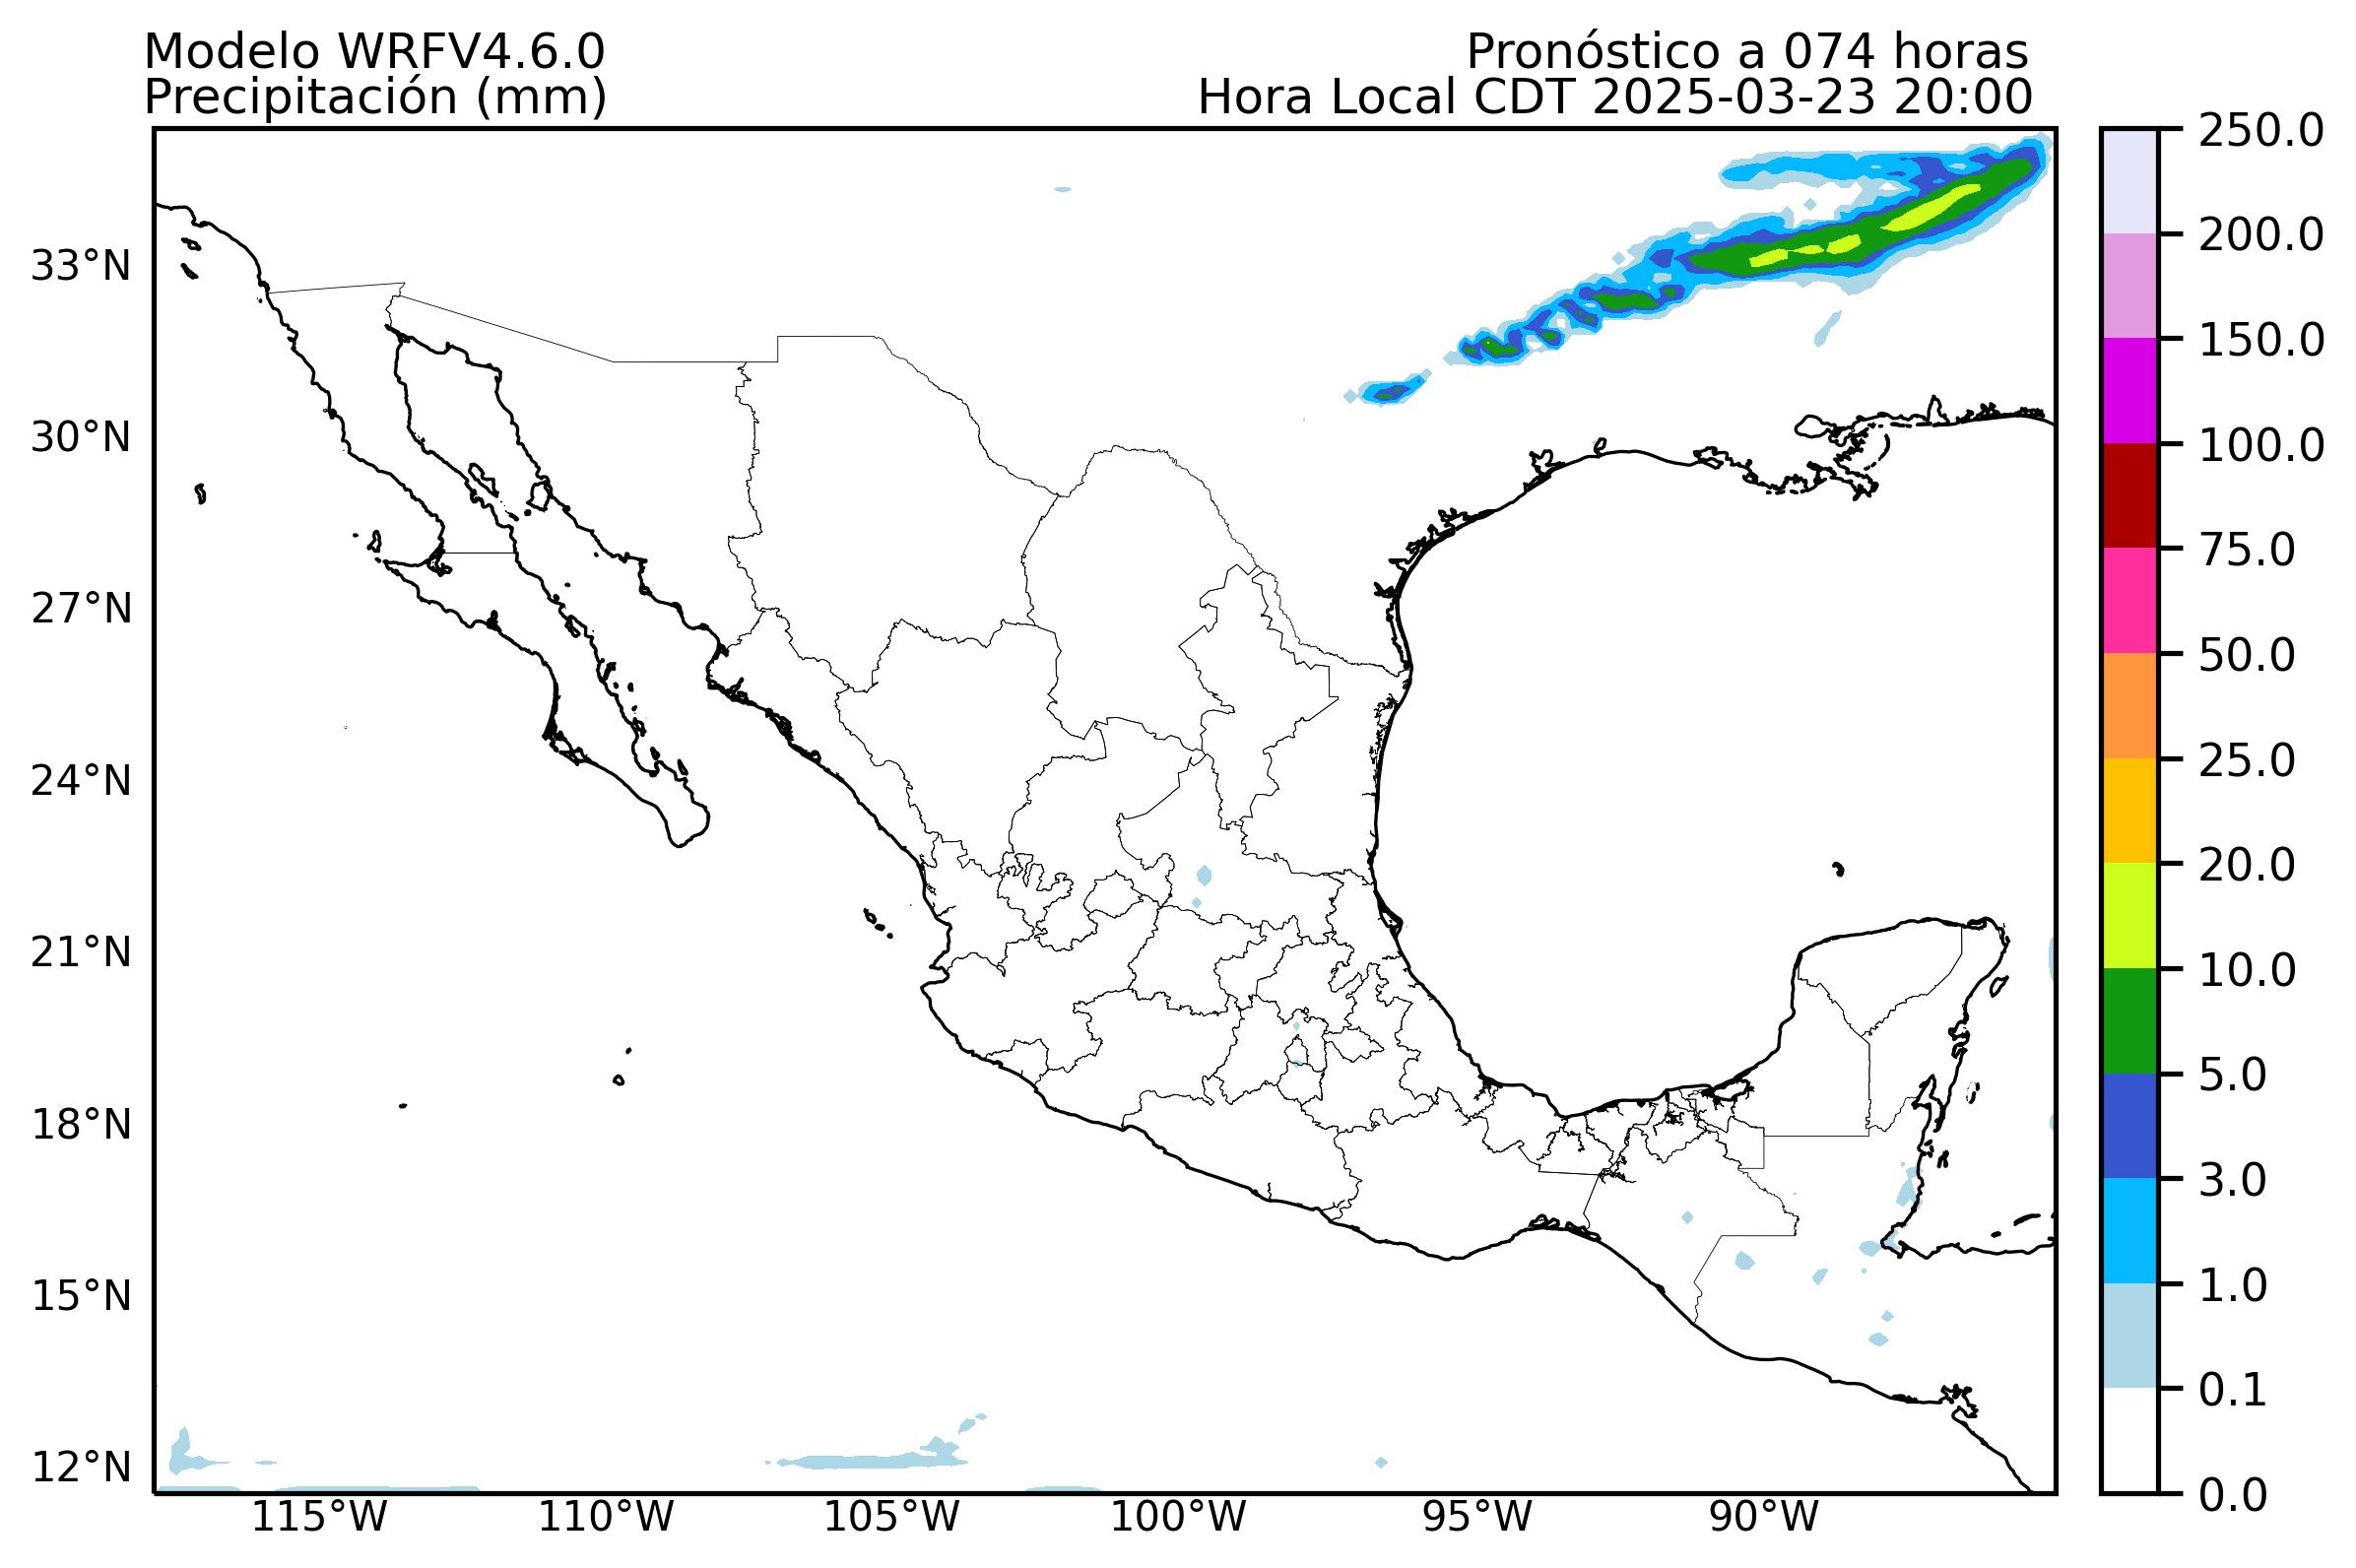 Modelo WRFV4.6.0
Precipitación (mm)
Pronóstico a 074 horas
Hora Local CDT 2025-03-23 20:00
33°N
30°N
27°N
24°N
21°N
18°N
15°N
12°N
115°W
110°W
105°W
100°W
95°W
90°W
250.0
200.0
150.0
100.0
75.0
50.0
25.0
20.0
10.0
5.0
3.0
1.0
0.1
0.0